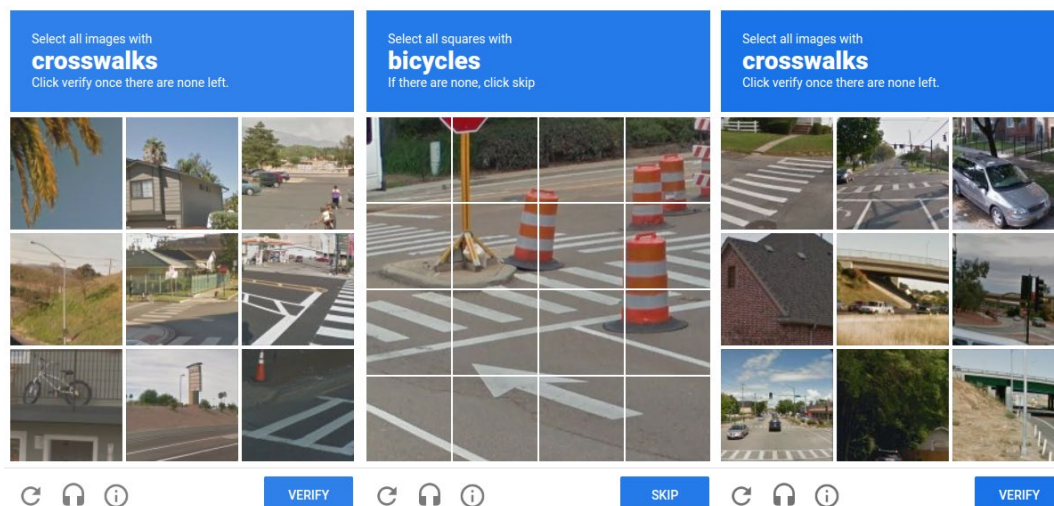 Select all images with
crosswalks
Click verify once there are none left.
VERIFY
Select all squares with
bicycles
If there are none, click skip
SKIP
Select all images with
crosswalks
Click verify once there are none left.
VERIFY